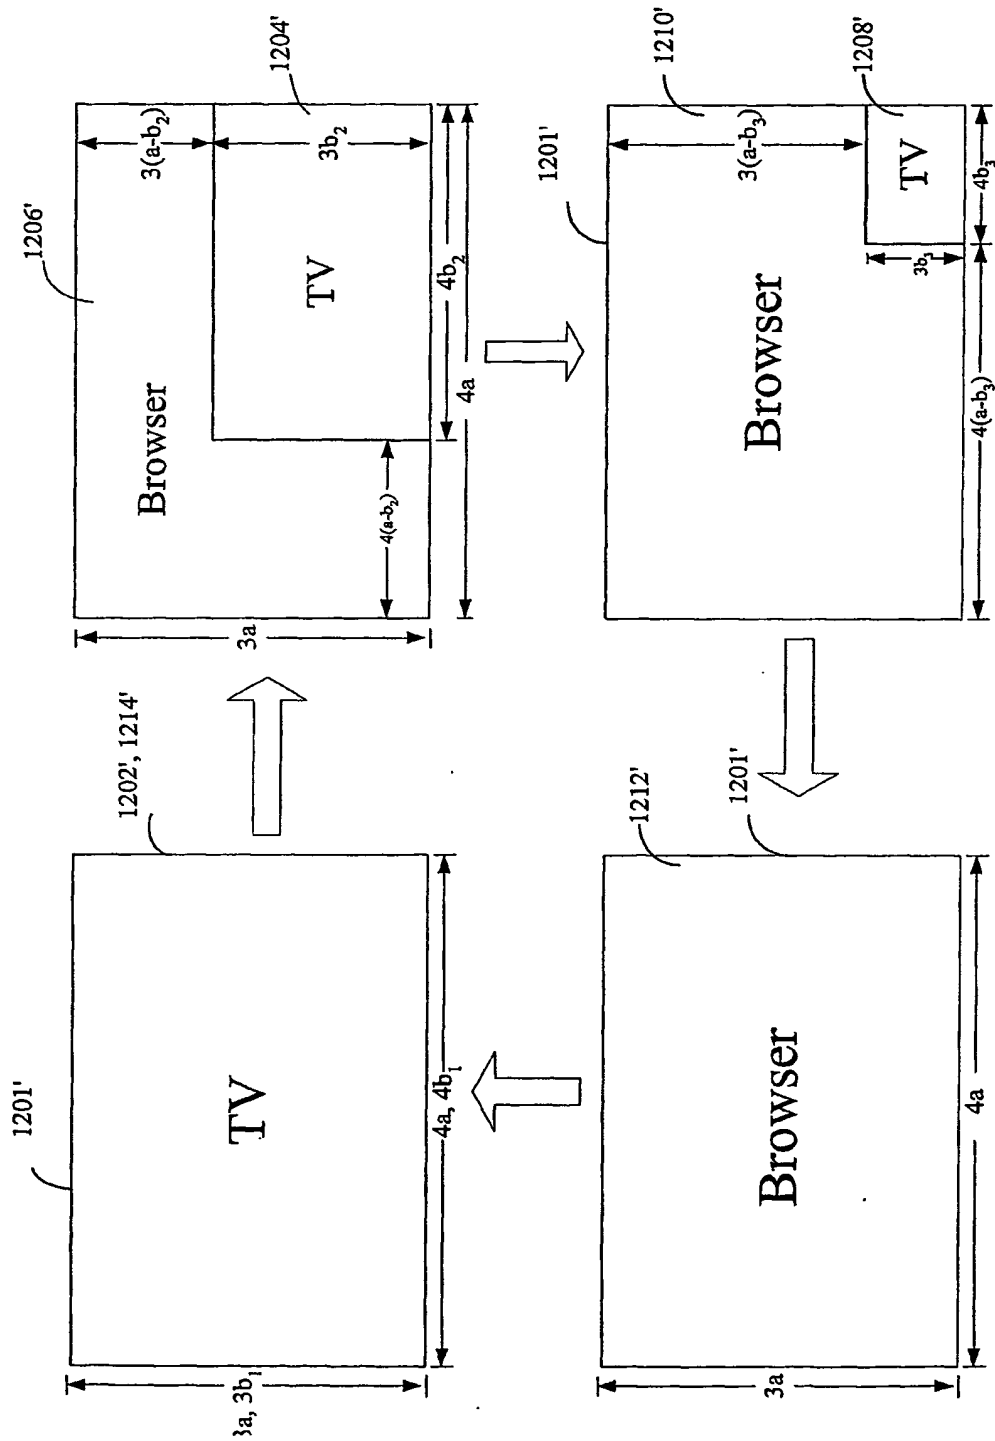 1201'
1202', 1214'
TV
3a, 3b₁
4a, 4b₁
1206'
1204'
Browser
TV
3a
3(a-b₂)
3b₂
4(a-b₂)
4b₂
4a
1212'
1201'
Browser
3a
4a
1201'
1210'
1208'
Browser
TV
3(a-b₃)
3b₃
4(a-b₃)
4b₃